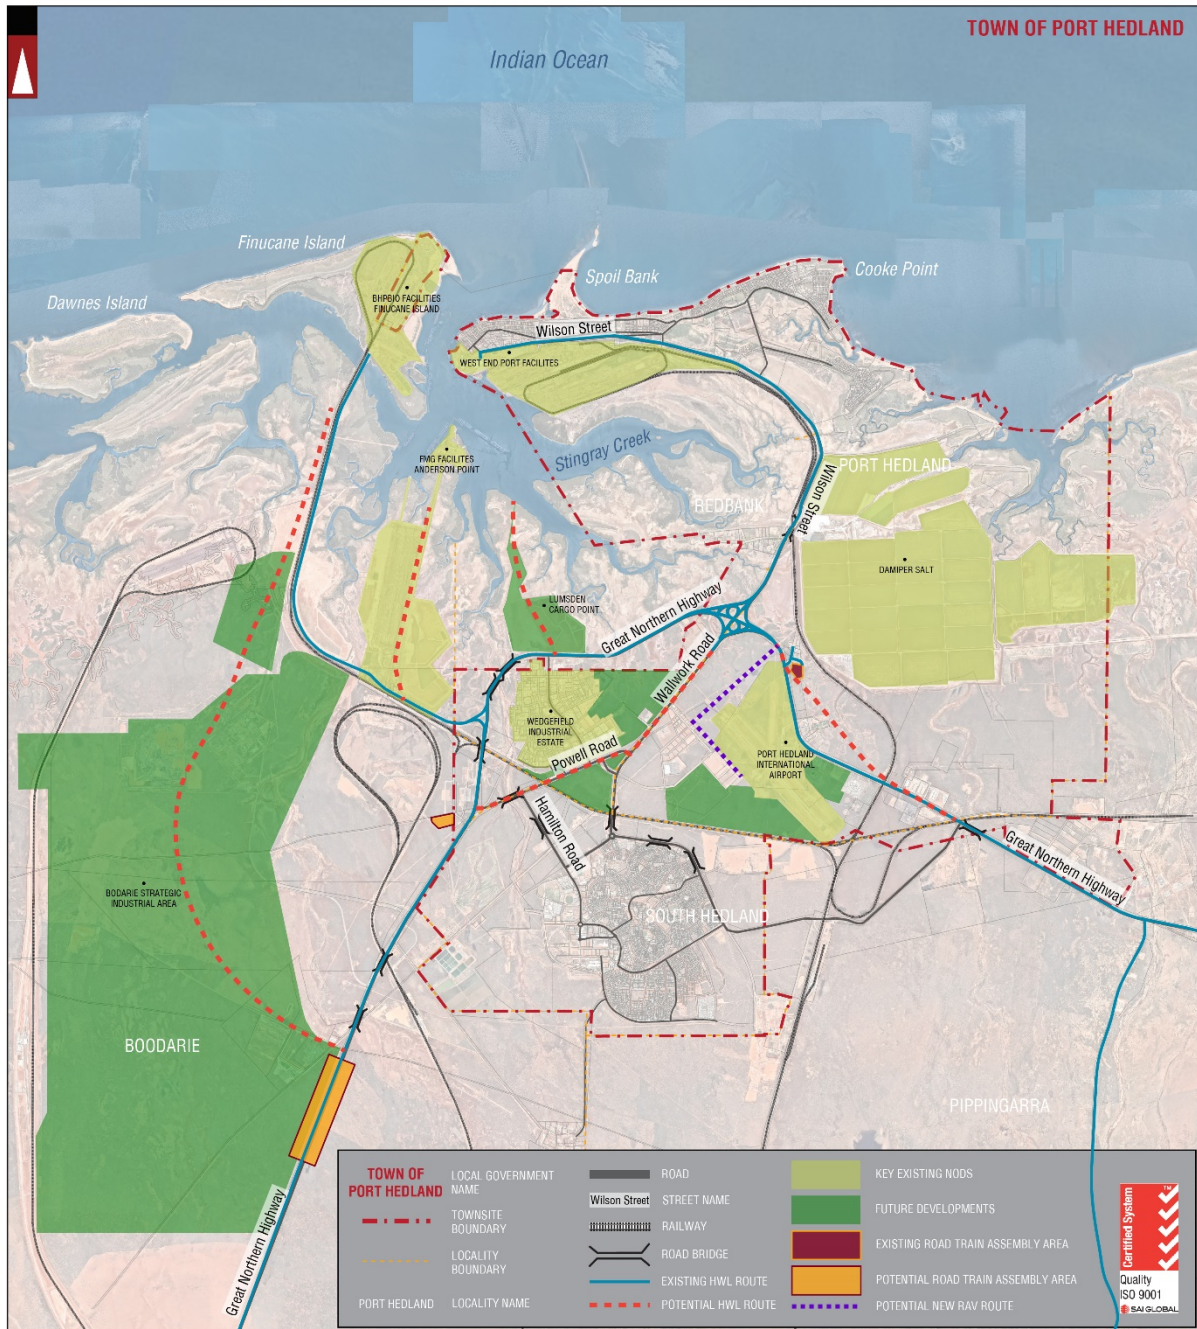 TOWN OF PORT HEDLAND
Indian Ocean
Finucane Island
Spoil Bank
Cooke Point
Dawnes Island
BHPBIO FACILITIES
FINUCANE ISLAND
Wilson Street
WEST END PORT FACILITES
Stingray Creek
FMG FACILITES
ANDERSON POINT
PORT HEDLAND
Wilson Street
REDBANK
DAMIPER SALT
LUMSDEN
CARGO POINT
Great Northern Highway
Wallwork Road
WEDGEFIELD
INDUSTRIAL
ESTATE
Powell Road
PORT HEDLAND
INTERNATIONAL
AIRPORT
Hamilton Road
Great Northern Highway
BODARIE STRATEGIC
INDUSTRIAL AREA
SOUTH HEDLAND
BOODARIE
PIPPINGARRA
Great Northern Highway
TOWN OF
PORT HEDLAND
LOCAL GOVERNMENT
NAME
TOWNSITE
BOUNDARY
LOCALITY
BOUNDARY
PORT HEDLAND
LOCALITY NAME
ROAD
Wilson Street
STREET NAME
RAILWAY
ROAD BRIDGE
EXISTING HWL ROUTE
POTENTIAL HWL ROUTE
KEY EXISTING NODS
FUTURE DEVELOPMENTS
EXISTING ROAD TRAIN ASSEMBLY AREA
POTENTIAL ROAD TRAIN ASSEMBLY AREA
POTENTIAL NEW RAV ROUTE
Certified System
TM
Quality
ISO 9001
SAI GLOBAL